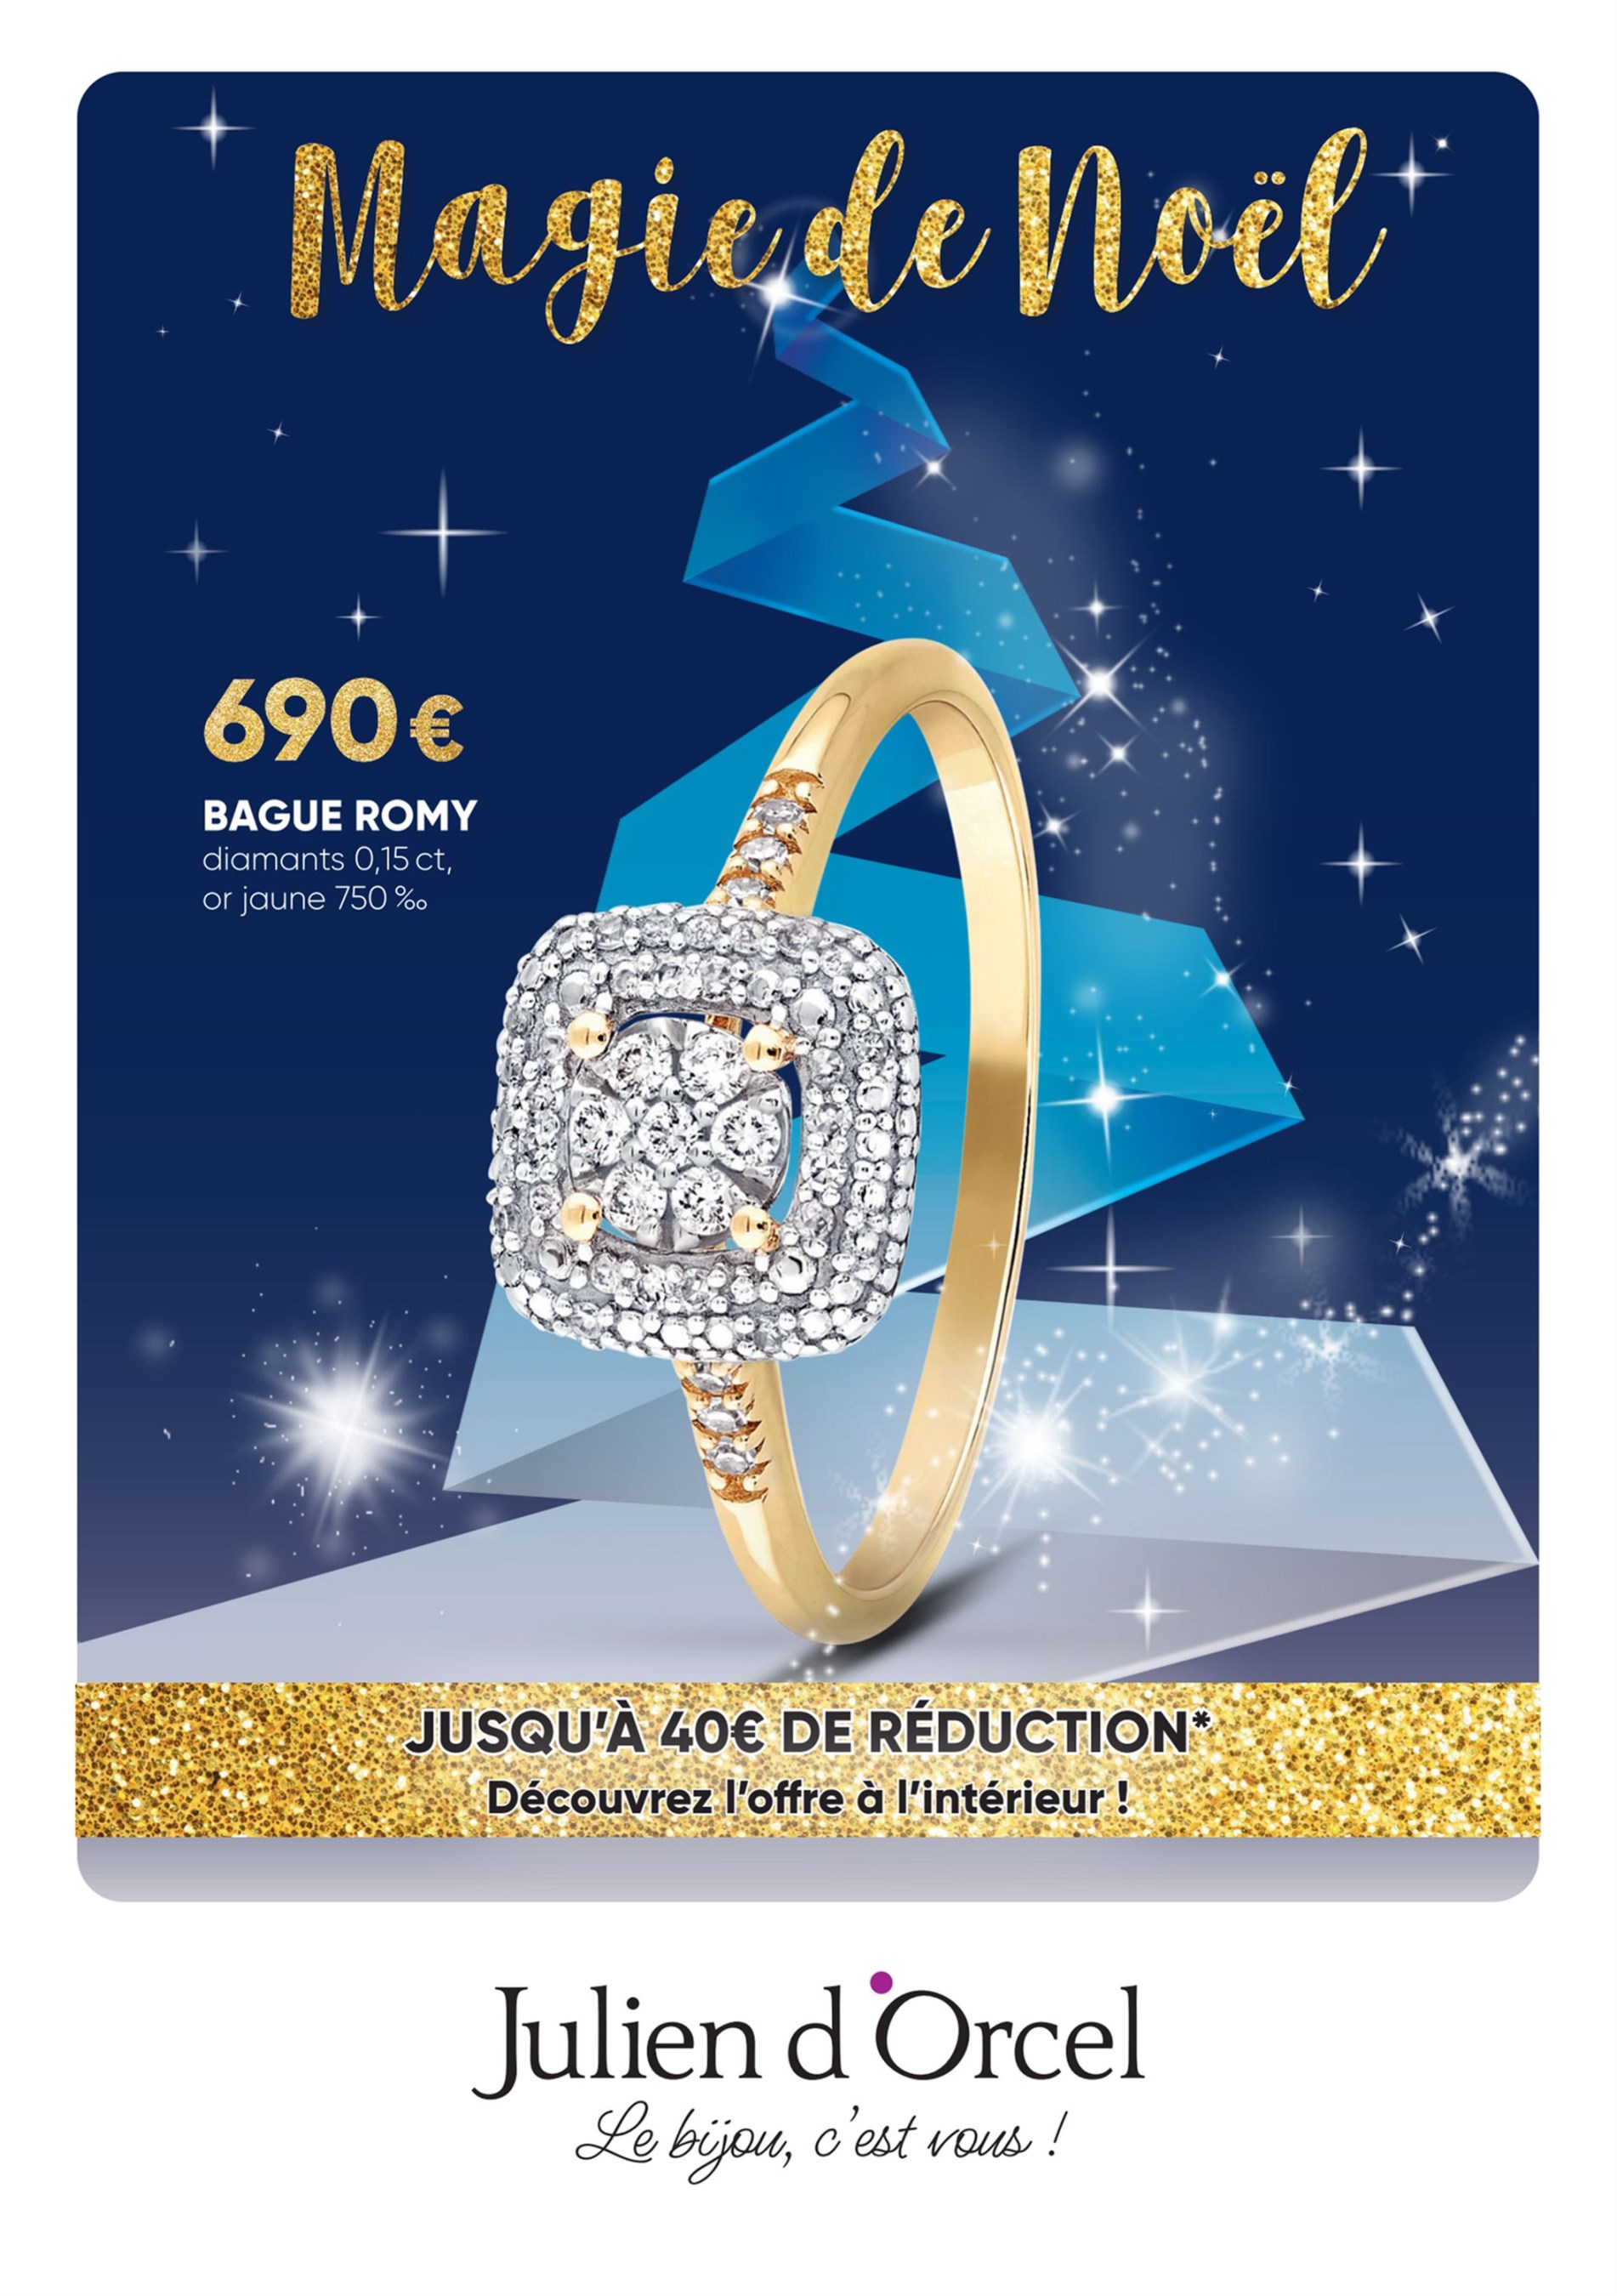 Magie de Noël
690€
BAGUE ROMY
diamants 0,15 ct,
or jaune 750 ‰
JUSQU'À 40€ DE RÉDUCTION*
Découvrez l'offre à l'intérieur !
Julien d'Orcel
Le bijou, c'est vous !